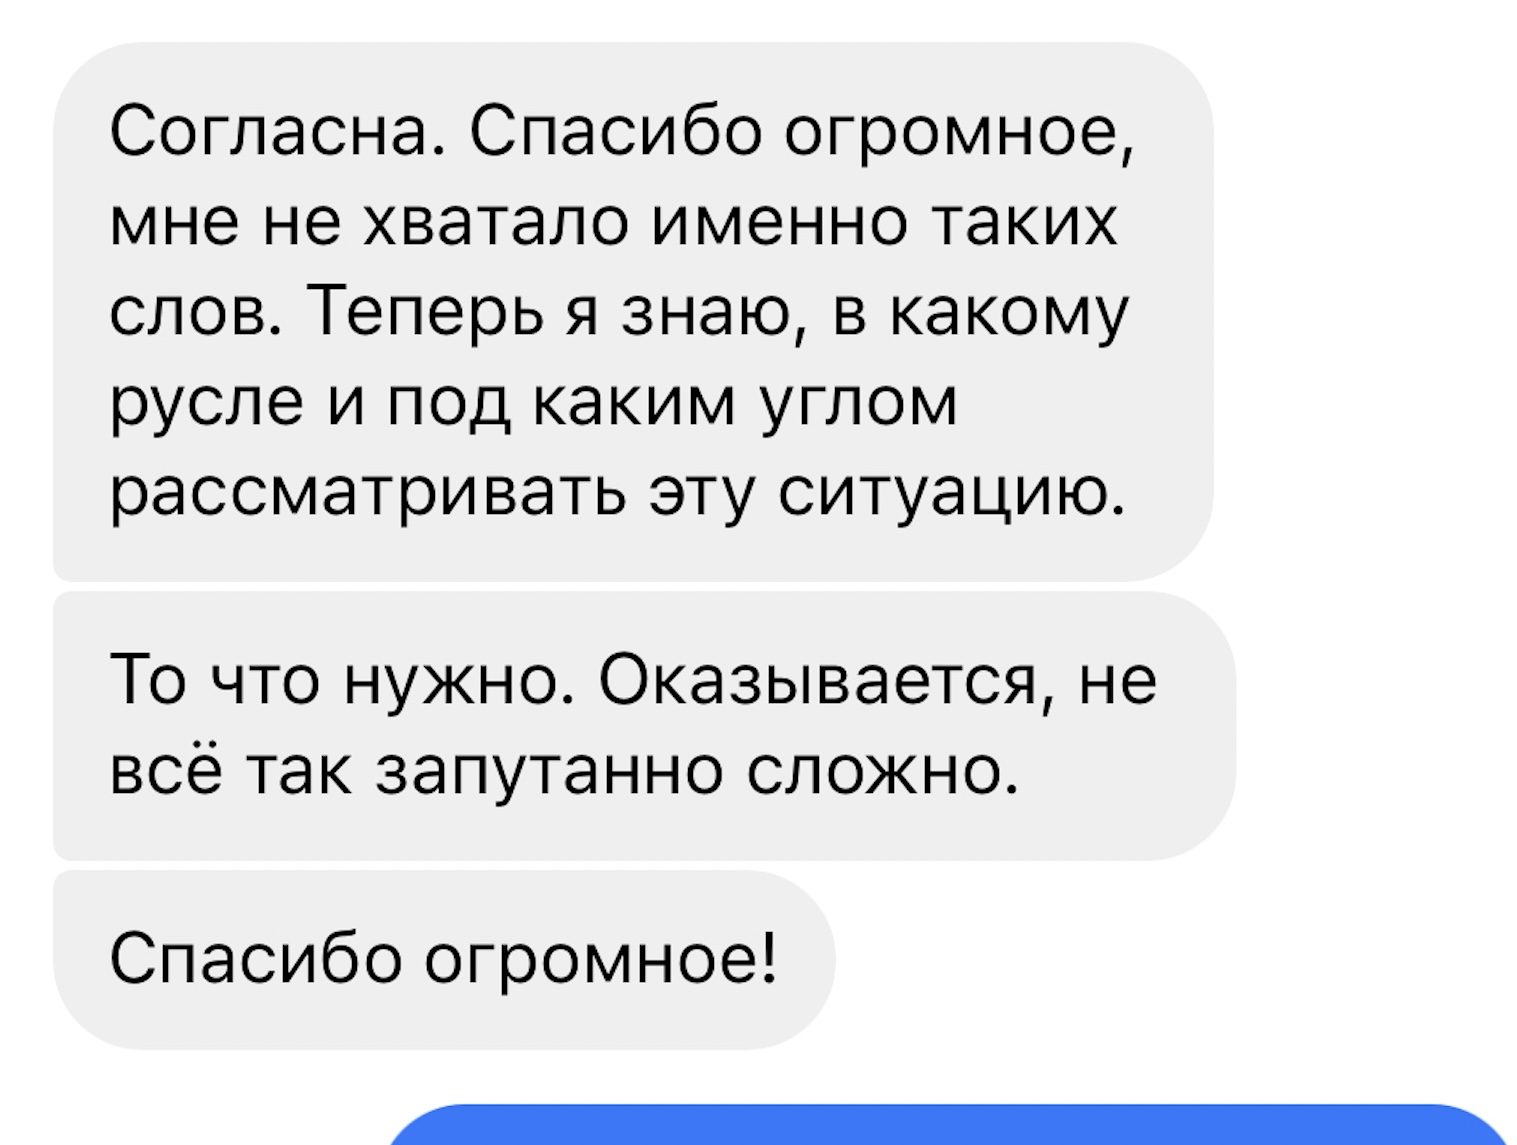 Согласна. Спасибо огромное,
мне не хватало именно таких
слов. Теперь я знаю, в какому
русле и под каким углом
рассматривать эту ситуацию.
То что нужно. Оказывается, не
всё так запутанно сложно.
Спасибо огромное!